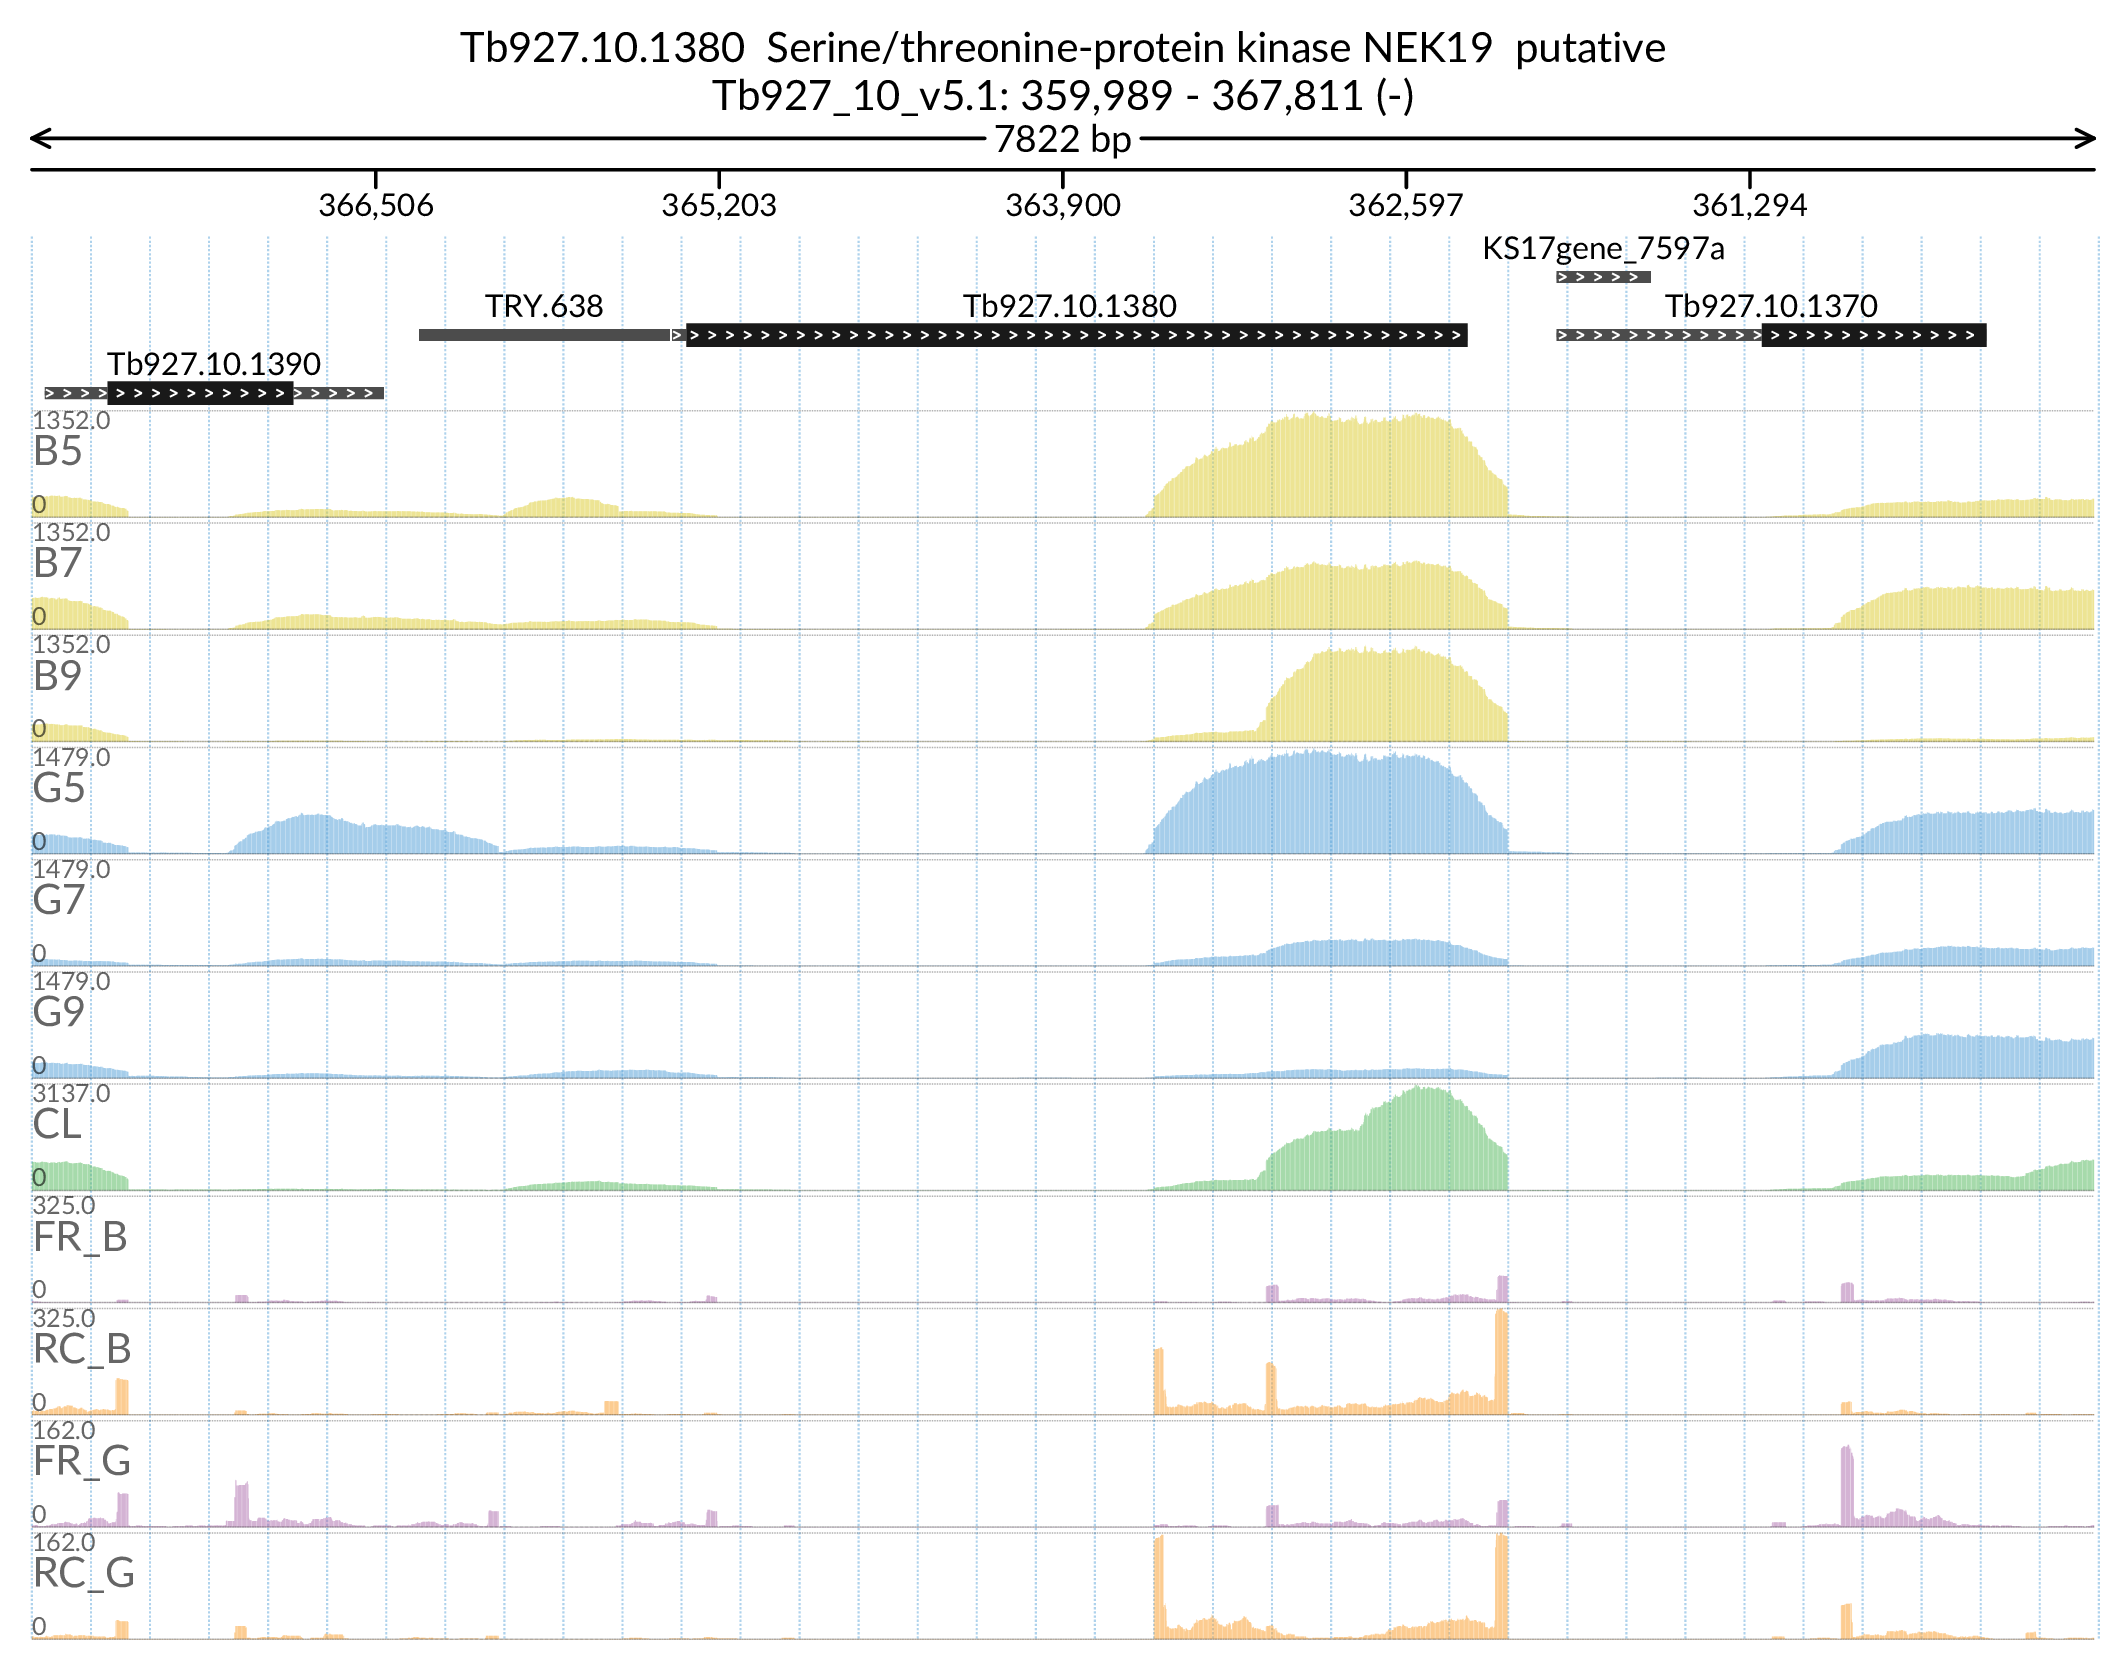 Tb927.10.1380  Serine/threonine-protein kinase NEK19  putative
Tb927_10_v5.1: 359,989 - 367,811 (-)
7822 bp
366,506 365,203 363,900 362,597 361,294
KS17gene_7597a
TRY.638 Tb927.10.1380 Tb927.10.1370
Tb927.10.1390
1352.0
B5
0
1352.0
B7
0
1352.0
B9
0
1479.0
G5
0
1479.0
G7
0
1479.0
G9
0
3137.0
CL
0
325.0
FR_B
0
325.0
RC_B
0
162.0
FR_G
0
162.0
RC_G
0